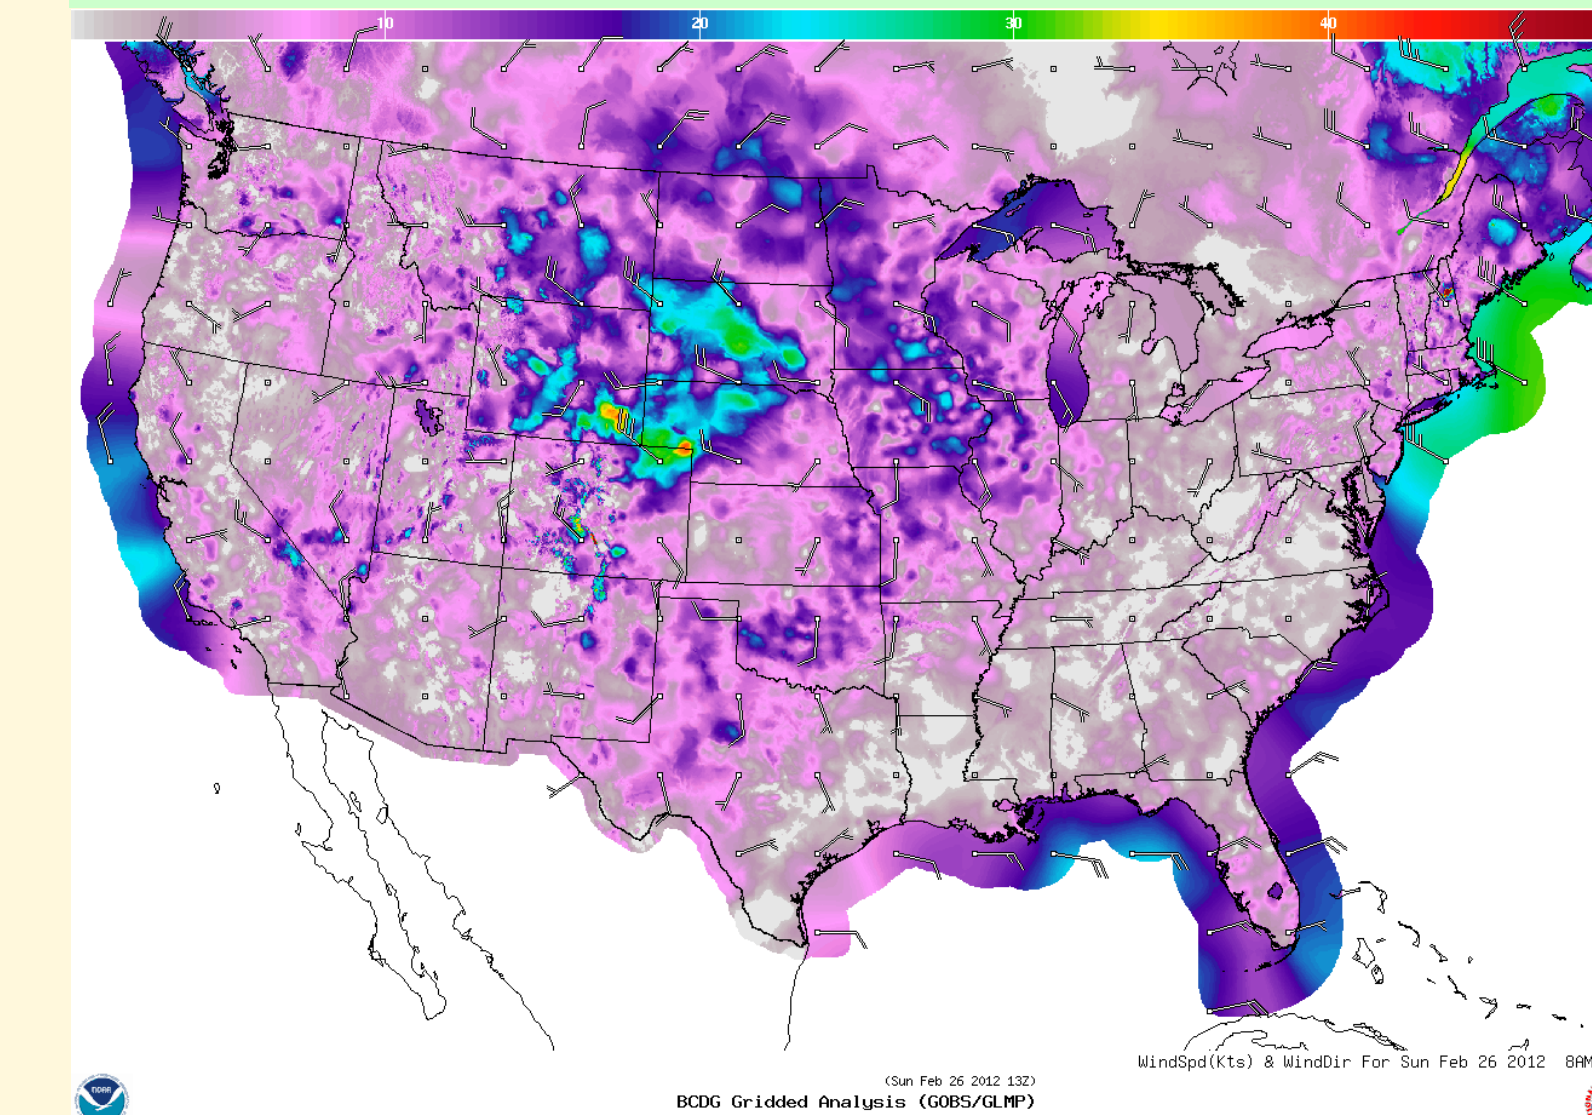 10 20 30 40
WindSpd(Kts) & WindDir For Sun Feb 26 2012 8AM
(Sun Feb 26 2012 13Z)
BCDG Gridded Analysis (GOBS/GLMP)
NOAA